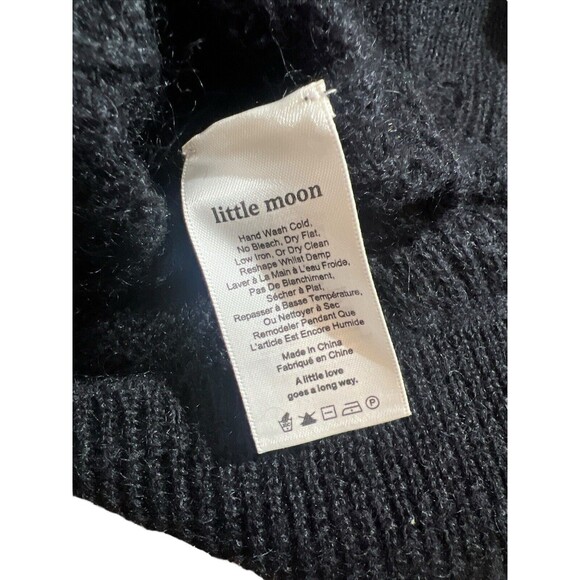 little moon
Hand Wash Cold,
No Bleach, Dry Flat,
Low Iron, Or Dry Clean
Reshape Whilst Damp
Laver à La Main à L'eau Froide,
Pas De Blanchiment,
Sécher à Plat,
Repasser à Basse Température,
Ou Nettoyer à Sec
Remodeler Pendant Que
L'article Est Encore Humide
Made in China
Fabriqué en Chine
A little love
goes a long way.
P